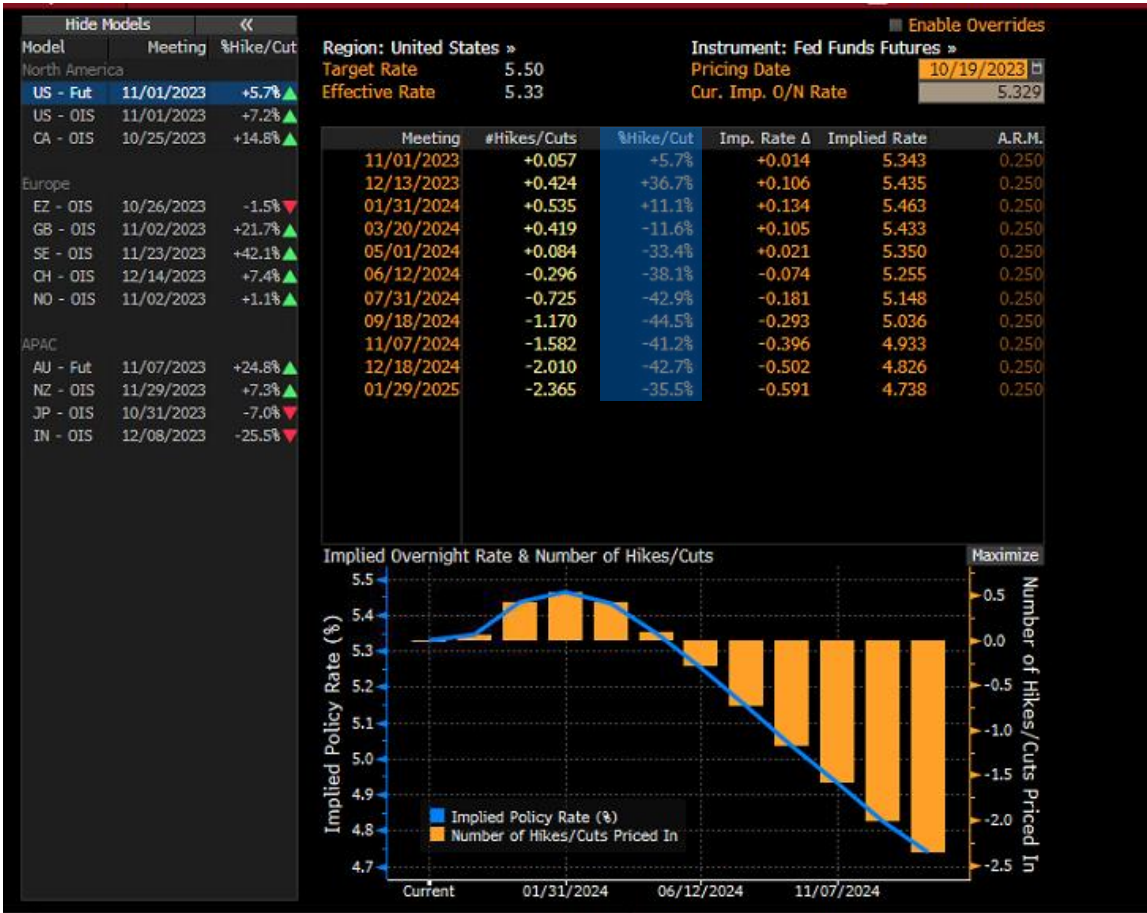 Hide Models «
Model Meeting %Hike/Cut
North America
US - Fut 11/01/2023 +5.7%
US - OIS 11/01/2023 +7.2%
CA - OIS 10/25/2023 +14.8%
Europe
EZ - OIS 10/26/2023 -1.5%
GB - OIS 11/02/2023 +21.7%
SE - OIS 11/23/2023 +42.1%
CH - OIS 12/14/2023 +7.4%
NO - OIS 11/02/2023 +1.1%
APAC
AU - Fut 11/07/2023 +24.8%
NZ - OIS 11/29/2023 +7.3%
JP - OIS 10/31/2023 -7.0%
IN - OIS 12/08/2023 -25.5%
Enable Overrides
Region: United States » Instrument: Fed Funds Futures »
Target Rate 5.50 Pricing Date 10/19/2023
Effective Rate 5.33 Cur. Imp. O/N Rate 5.329
Meeting #Hikes/Cuts %Hike/Cut Imp. Rate Δ Implied Rate A.R.M.
11/01/2023 +0.057 +5.7% +0.014 5.343 0.250
12/13/2023 +0.424 +36.7% +0.106 5.435 0.250
01/31/2024 +0.535 +11.1% +0.134 5.463 0.250
03/20/2024 +0.419 -11.6% +0.105 5.433 0.250
05/01/2024 +0.084 -33.4% +0.021 5.350 0.250
06/12/2024 -0.296 -38.1% -0.074 5.255 0.250
07/31/2024 -0.725 -42.9% -0.181 5.148 0.250
09/18/2024 -1.170 -44.5% -0.293 5.036 0.250
11/07/2024 -1.582 -41.2% -0.396 4.933 0.250
12/18/2024 -2.010 -42.7% -0.502 4.826 0.250
01/29/2025 -2.365 -35.5% -0.591 4.738 0.250
Implied Overnight Rate & Number of Hikes/Cuts Maximize
Implied Policy Rate (%)
5.5
5.4
5.3
5.2
5.1
5.0
4.9
4.8
4.7
Implied Policy Rate (%)
Number of Hikes/Cuts Priced In
0.5
0.0
-0.5
-1.0
-1.5
-2.0
-2.5
Number of Hikes/Cuts Priced In
Current 01/31/2024 06/12/2024 11/07/2024